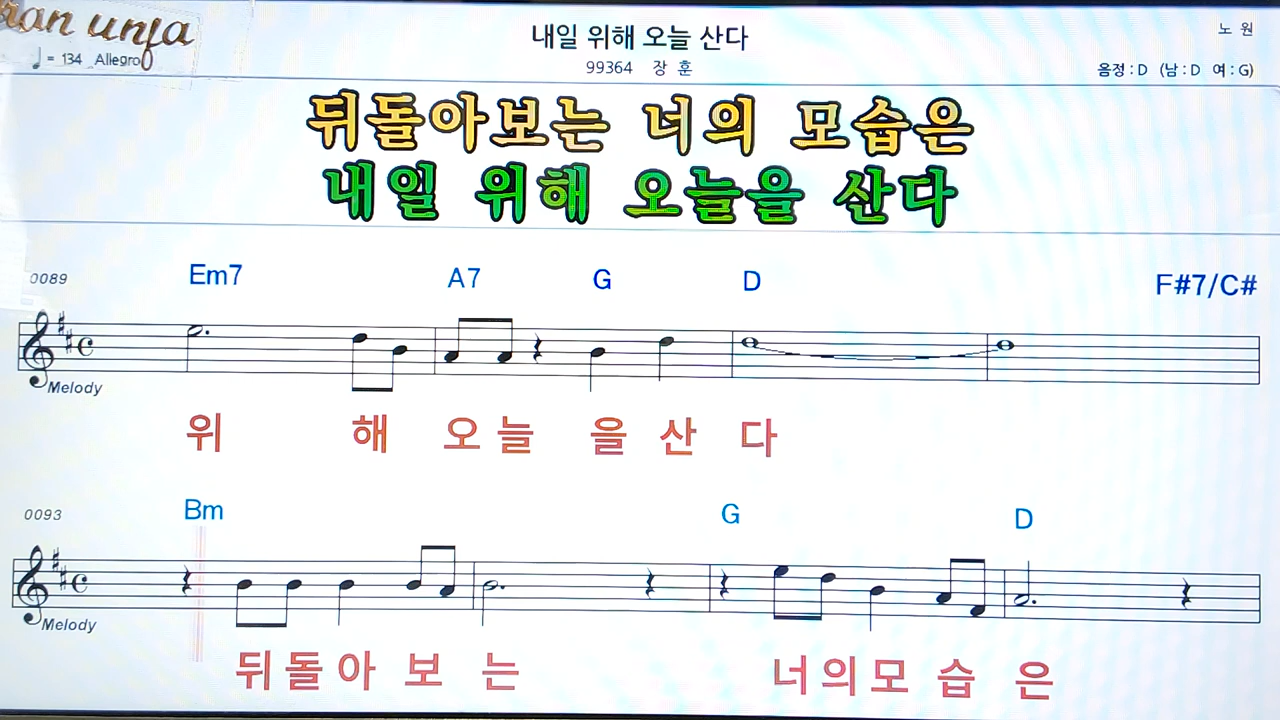 an unja
♩ = 134 Allegro
내일 위해 오늘 산다
99364 장 훈
노 원
음정 : D (남 : D 여 : G)
뒤돌아보는 너의 모습은
내일 위해 오늘을 산다
0089 Em7 A7 G D F#7/C#
Melody
위 해 오 늘 을 산 다
0093 Bm G D
Melody
뒤 돌 아 보 는 너 의 모 습 은